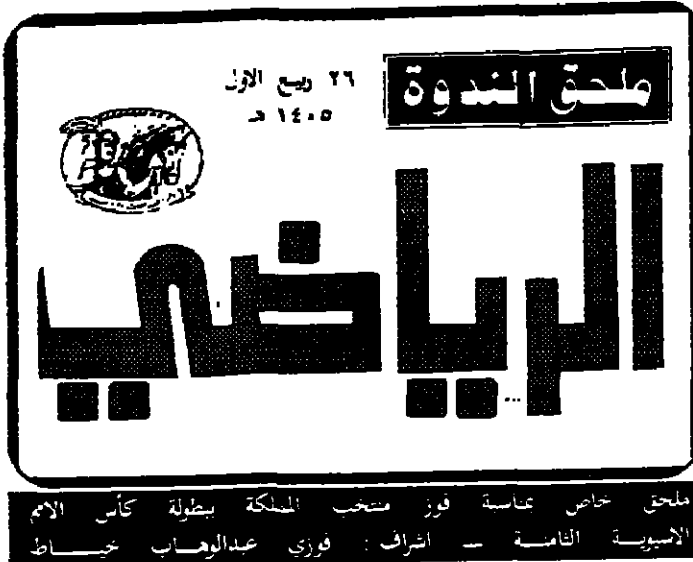 ملحق الندوة
٢٦ ربيع الاول
١٤٠٥ هـ
الرياضي
ملحق خاص بمناسبة فوز منتخب المملكة ببطولة كأس الامم
الاسيوية الثامنة ــ اشراف : فوزي عبدالوهاب خياط